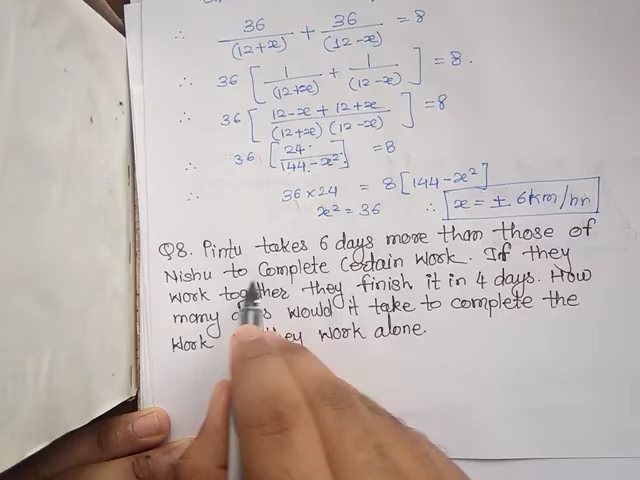 ∴ 36/(12+x) + 36/(12-x) = 8
∴ 36 [ 1/(12+x) + 1/(12-x) ] = 8.
∴ 36 [ 12-x + 12+x / (12+x) (12-x) ] = 8
∴ 36 [ 24. / 144-x² ] = 8
∴ 36 × 24 = 8 [144-x²]
x² = 36 ∴ x = ± 6km/hr
Q8. Pintu takes 6 days more than those of
Nishu to Complete Certain work. If they
work together they finish it in 4 days. How
many would it take to complete the
work they work alone